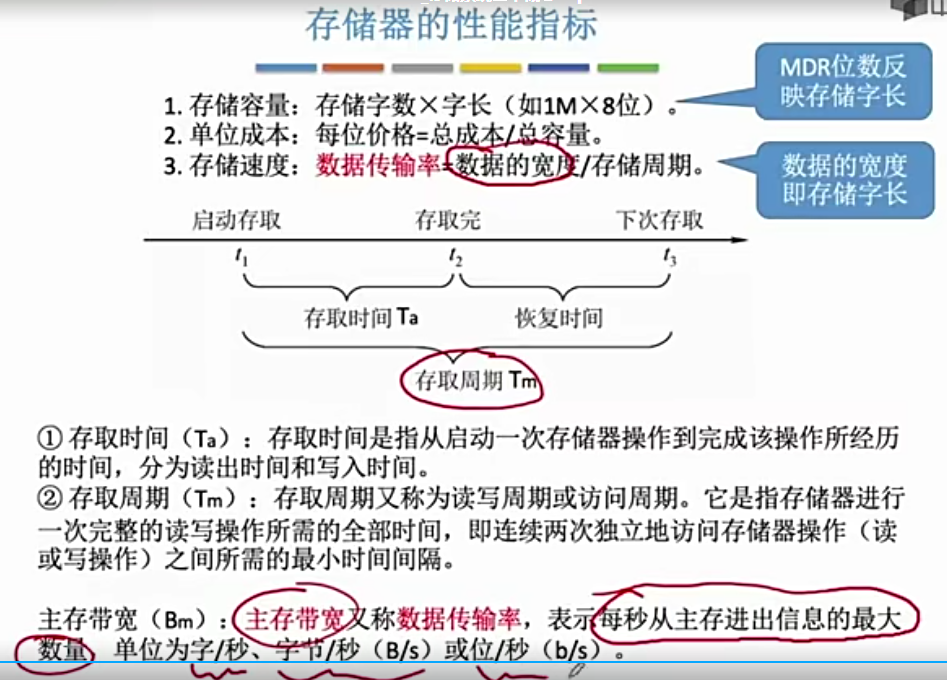 存储器的性能指标
1. 存储容量：存储字数×字长（如1M×8位）。
MDR位数反
映存储字长
2. 单位成本：每位价格=总成本/总容量。
3. 存储速度：数据传输率=数据的宽度/存储周期。
数据的宽度
即存储字长
启动存取 存取完 下次存取
t1 t2 t3
存取时间 Ta 恢复时间
存取周期 Tm
① 存取时间（Ta）：存取时间是指从启动一次存储器操作到完成该操作所经历
的时间，分为读出时间和写入时间。
② 存取周期（Tm）：存取周期又称为读写周期或访问周期。它是指存储器进行
一次完整的读写操作所需的全部时间，即连续两次独立地访问存储器操作（读
或写操作）之间所需的最小时间间隔。
主存带宽（Bm）：主存带宽又称数据传输率，表示每秒从主存进出信息的最大
数量，单位为字/秒、字节/秒（B/s）或位/秒（b/s）。